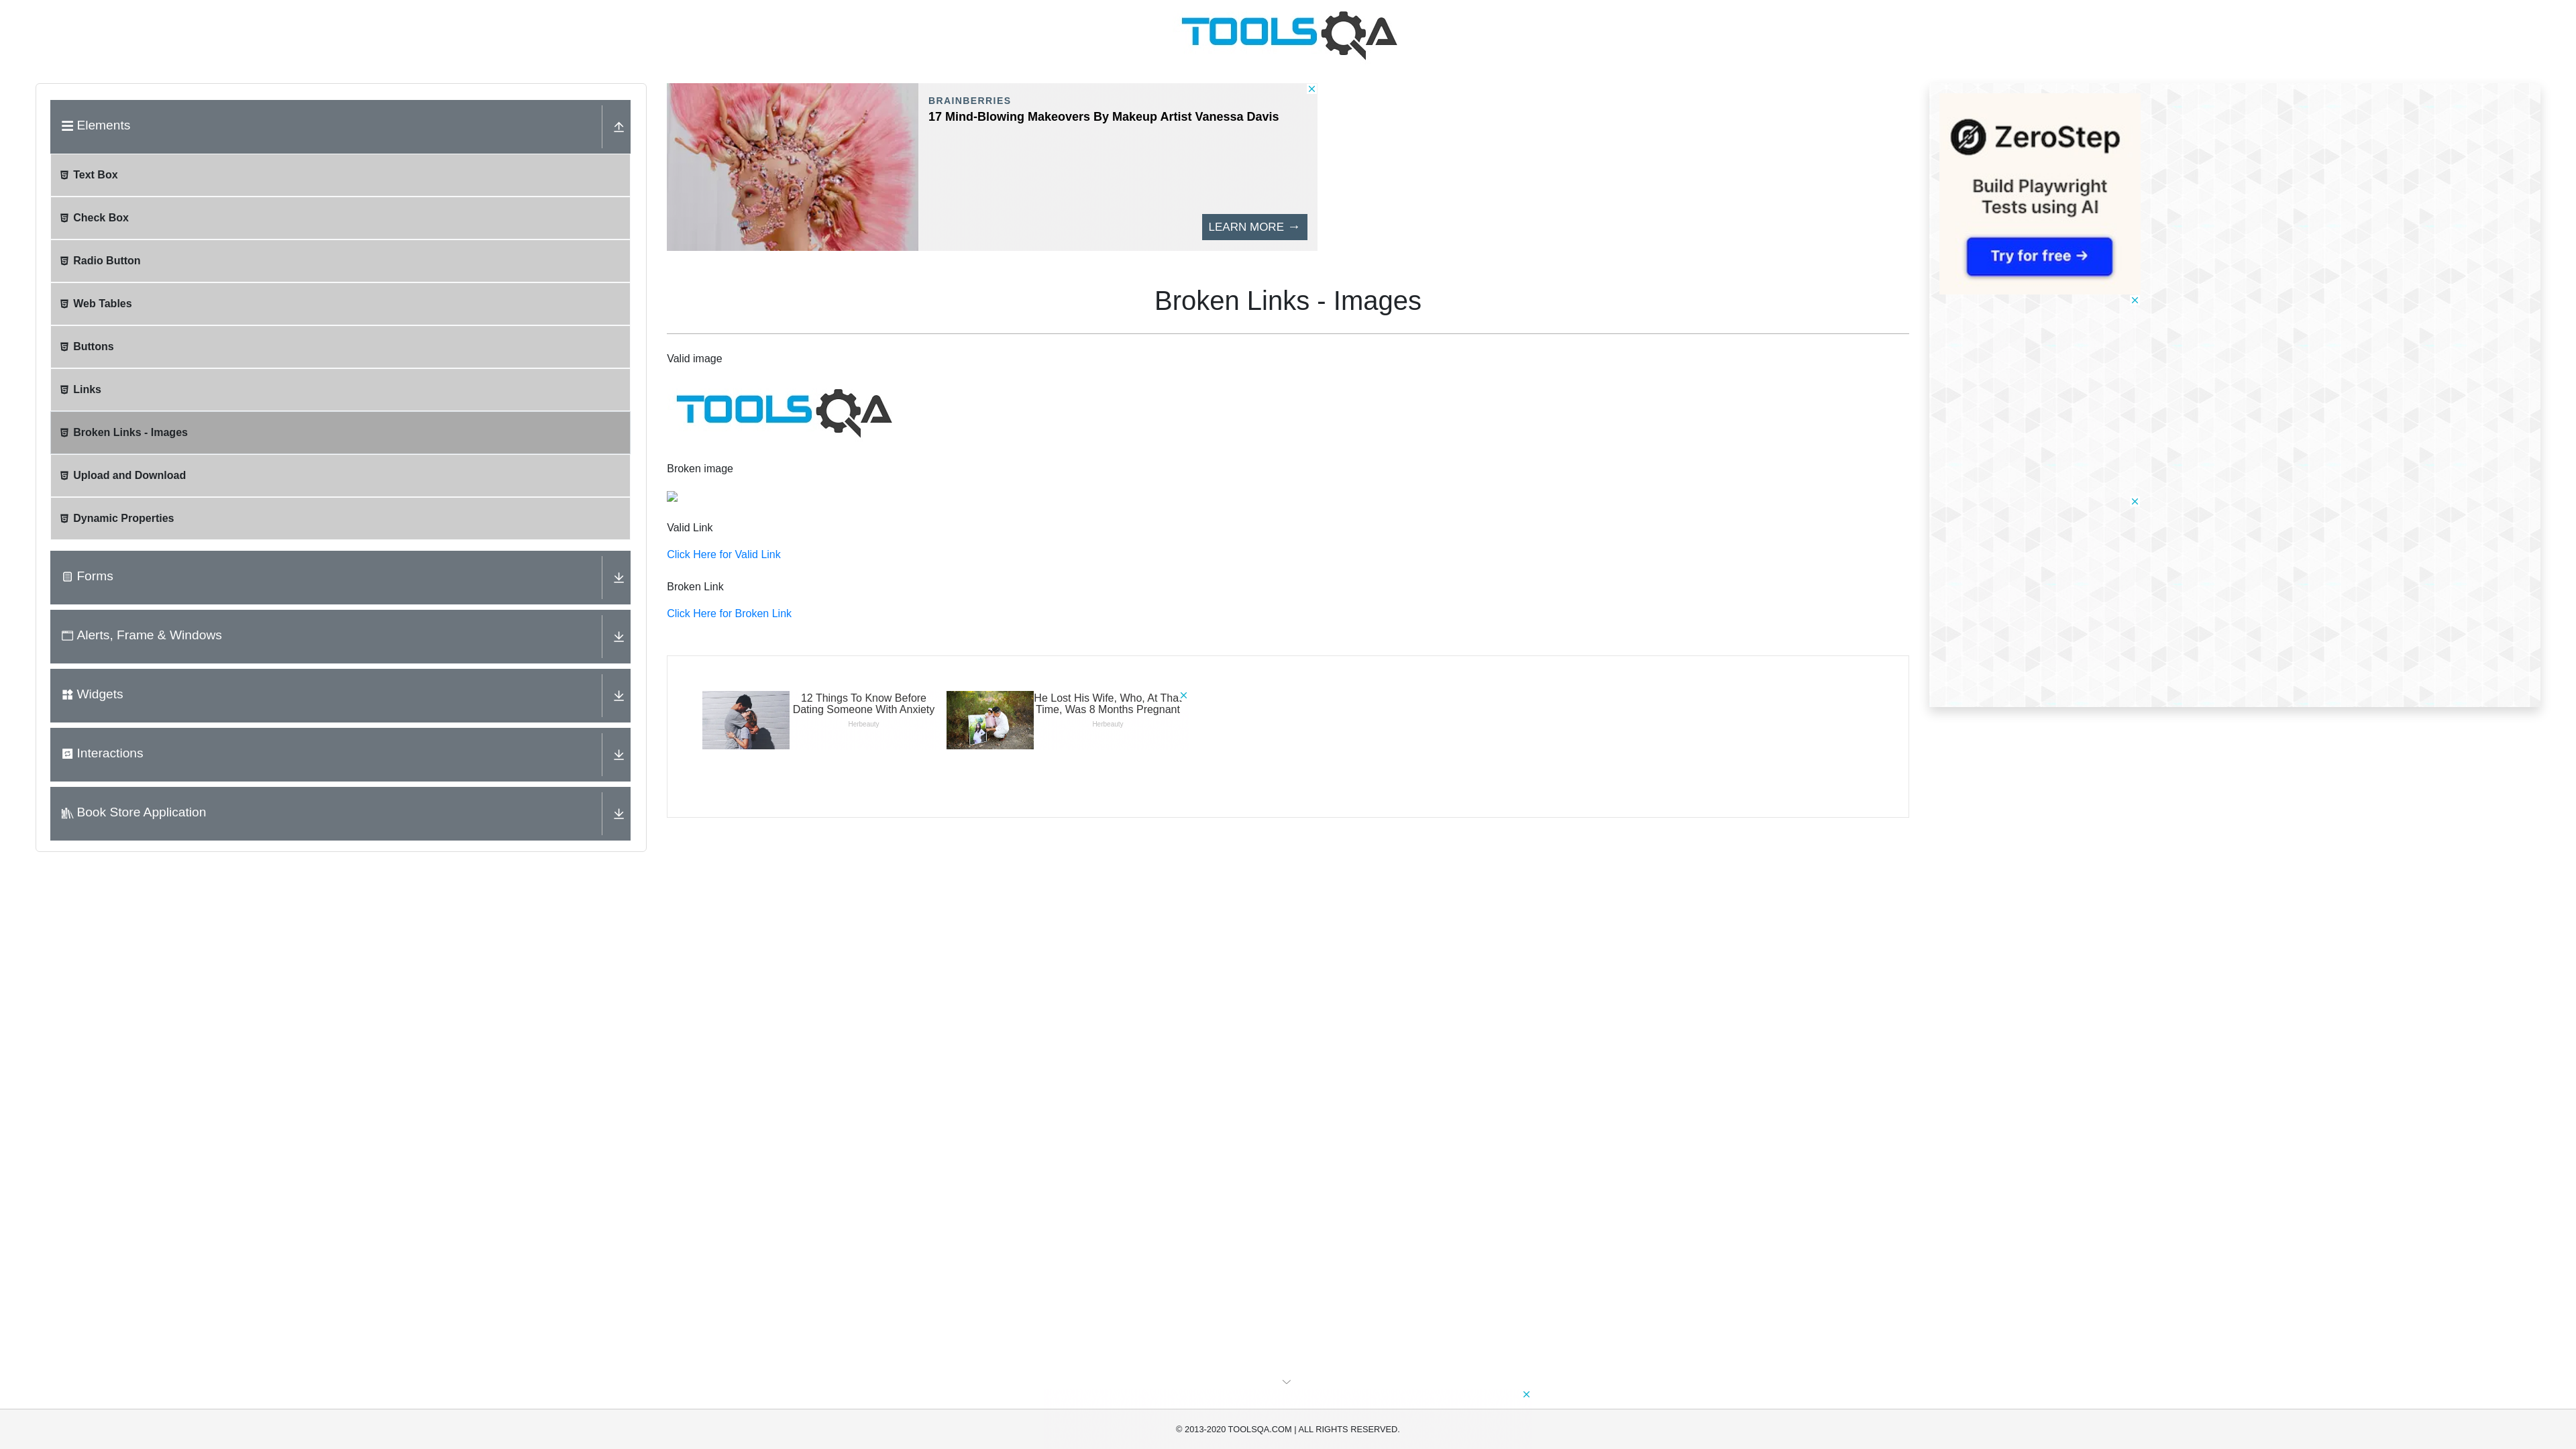 TOOLSQA
Elements
Text Box
Check Box
Radio Button
Web Tables
Buttons
Links
Broken Links - Images
Upload and Download
Dynamic Properties
Forms
Alerts, Frame & Windows
Widgets
Interactions
Book Store Application
BRAINBERRIES
17 Mind-Blowing Makeovers By Makeup Artist Vanessa Davis
LEARN MORE →
Broken Links - Images
Valid image
TOOLSQA
Broken image
Valid Link
Click Here for Valid Link
Broken Link
Click Here for Broken Link
12 Things To Know Before
Dating Someone With Anxiety
Herbeauty
He Lost His Wife, Who, At Tha
Time, Was 8 Months Pregnant
Herbeauty
ZeroStep
Build Playwright
Tests using AI
Try for free →
© 2013-2020 TOOLSQA.COM | ALL RIGHTS RESERVED.